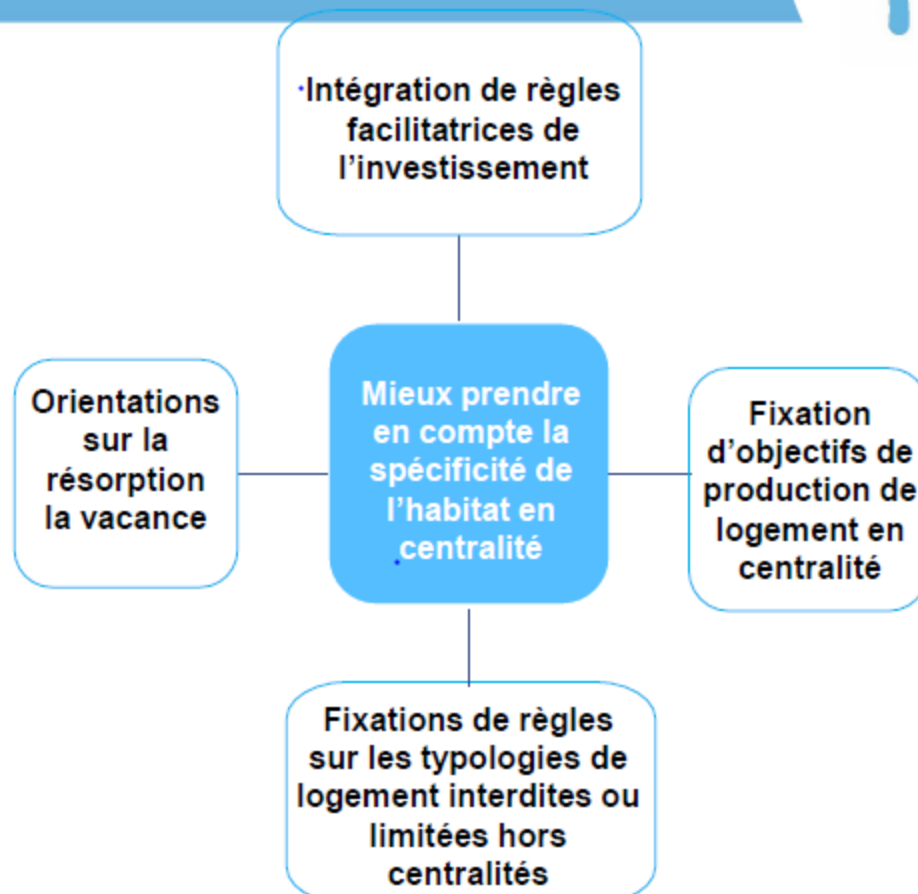 Intégration de règles
facilitatrices de
l'investissement
Orientations
sur la
résorption
la vacance
Mieux prendre
en compte la
spécificité de
l'habitat en
centralité
Fixation
d'objectifs de
production de
logement en
centralité
Fixations de règles
sur les typologies de
logement interdites ou
limitées hors
centralités